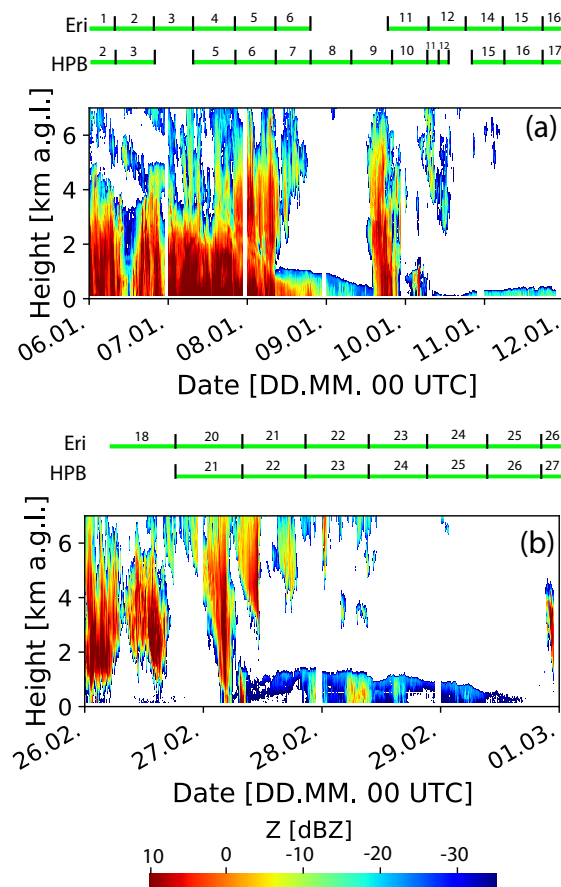 Eri 1 2 3 4 5 6 11 12 14 15 16
HPB 2 3 5 6 7 8 9 10 11 12 15 16 17
(a)
Height [km a.g.l.]
6
4
2
0
06.01. 07.01. 08.01. 09.01. 10.01. 11.01. 12.01.
Date [DD.MM. 00 UTC]
Eri 18 20 21 22 23 24 25 26
HPB 21 22 23 24 25 26 27
(b)
Height [km a.g.l.]
6
4
2
0
26.02. 27.02. 28.02. 29.02. 01.03.
Date [DD.MM. 00 UTC]
Z [dBZ]
10 0 -10 -20 -30